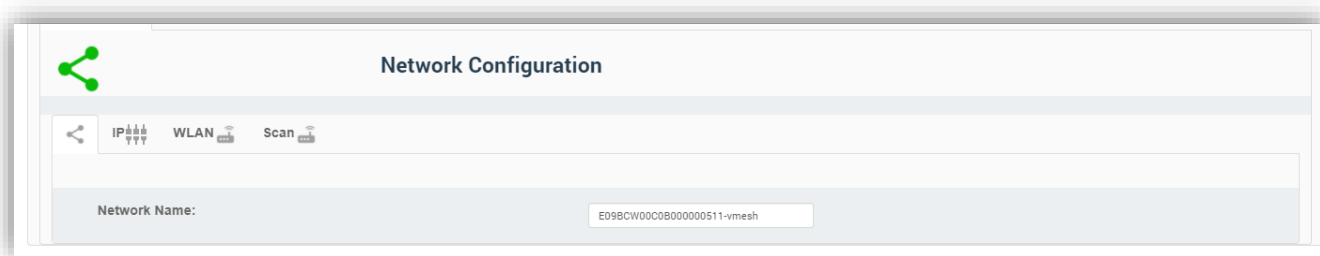 Network Configuration
IP WLAN Scan
Network Name: E09BCW00C0B000000511-vmesh